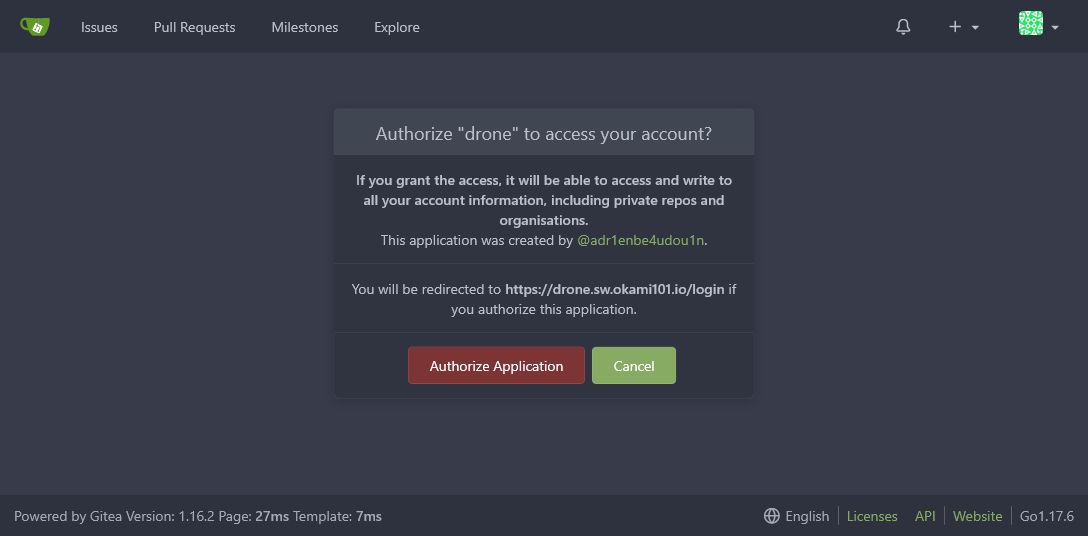 Issues Pull Requests Milestones Explore
Authorize "drone" to access your account?
If you grant the access, it will be able to access and write to
all your account information, including private repos and
organisations.
This application was created by @adr1enbe4udou1n.
You will be redirected to https://drone.sw.okami101.io/login if
you authorize this application.
Authorize Application Cancel
Powered by Gitea Version: 1.16.2 Page: 27ms Template: 7ms English Licenses API Website Go1.17.6